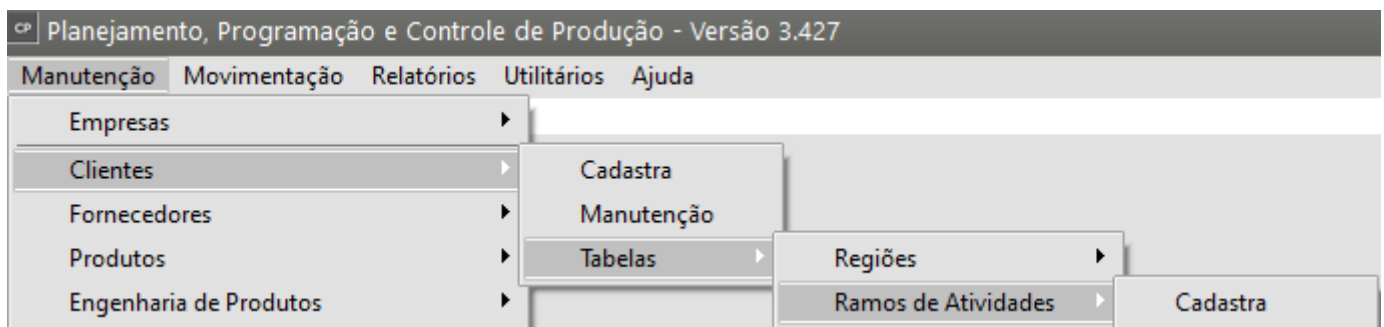 CP Planejamento, Programação e Controle de Produção - Versão 3.427
Manutenção Movimentação Relatórios Utilitários Ajuda
Empresas
Clientes Cadastra
Fornecedores Manutenção
Produtos Tabelas Regiões
Engenharia de Produtos Ramos de Atividades Cadastra